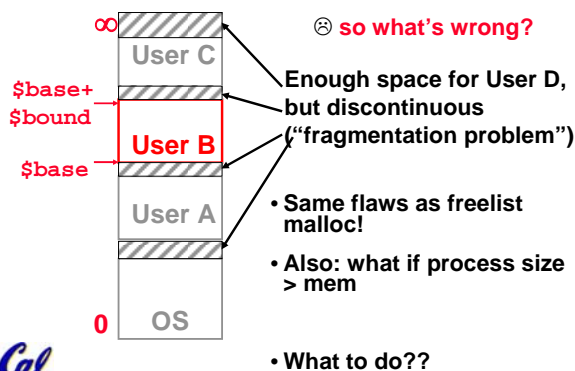 ∞
User C
$base+
$bound
User B
$base
User A
0
OS
☹ so what's wrong?
Enough space for User D,
but discontinuous
(“fragmentation problem”)
• Same flaws as freelist
malloc!
• Also: what if process size
> mem
• What to do??
Cal